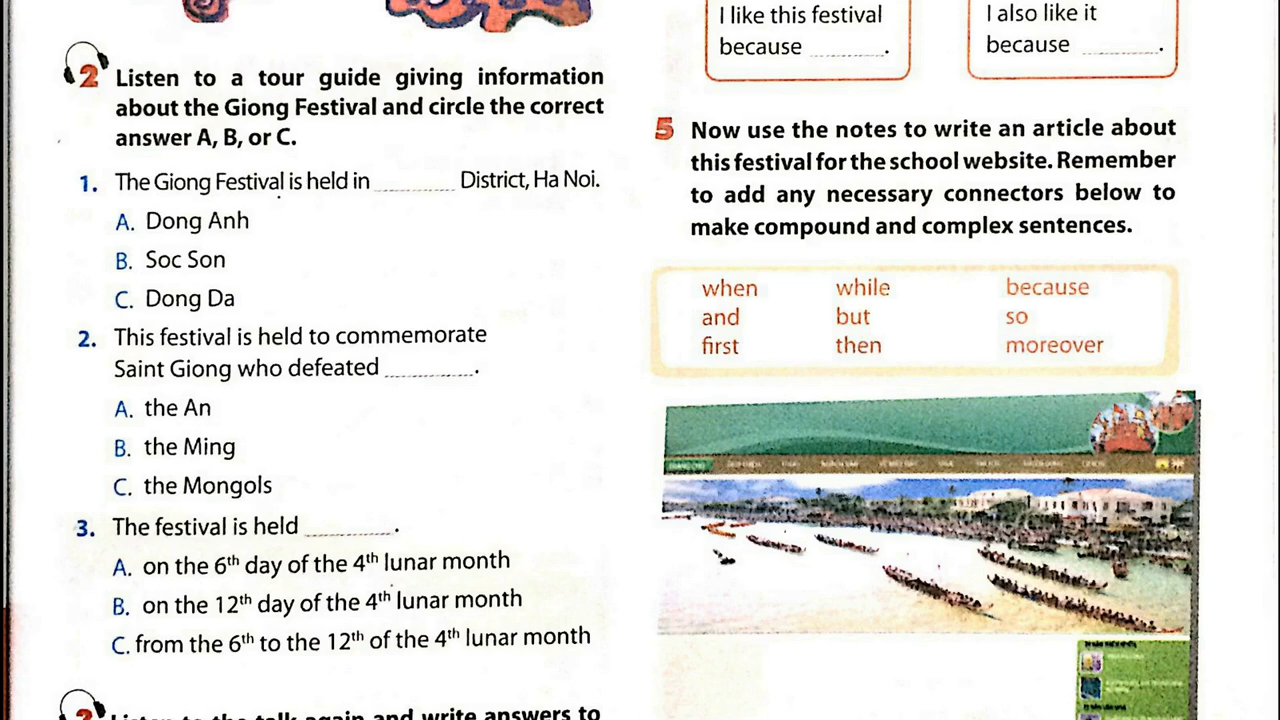 2 Listen to a tour guide giving information
about the Giong Festival and circle the correct
answer A, B, or C.
1. The Giong Festival is held in ............ District, Ha Noi.
A. Dong Anh
B. Soc Son
C. Dong Da
2. This festival is held to commemorate
Saint Giong who defeated ............ .
A. the An
B. the Ming
C. the Mongols
3. The festival is held ............ .
A. on the 6th day of the 4th lunar month
B. on the 12th day of the 4th lunar month
C. from the 6th to the 12th of the 4th lunar month
3 Listen to the talk again and write answers to
I like this festival
because ............ .
I also like it
because ............ .
5 Now use the notes to write an article about
this festival for the school website. Remember
to add any necessary connectors below to
make compound and complex sentences.
when while because
and but so
first then moreover